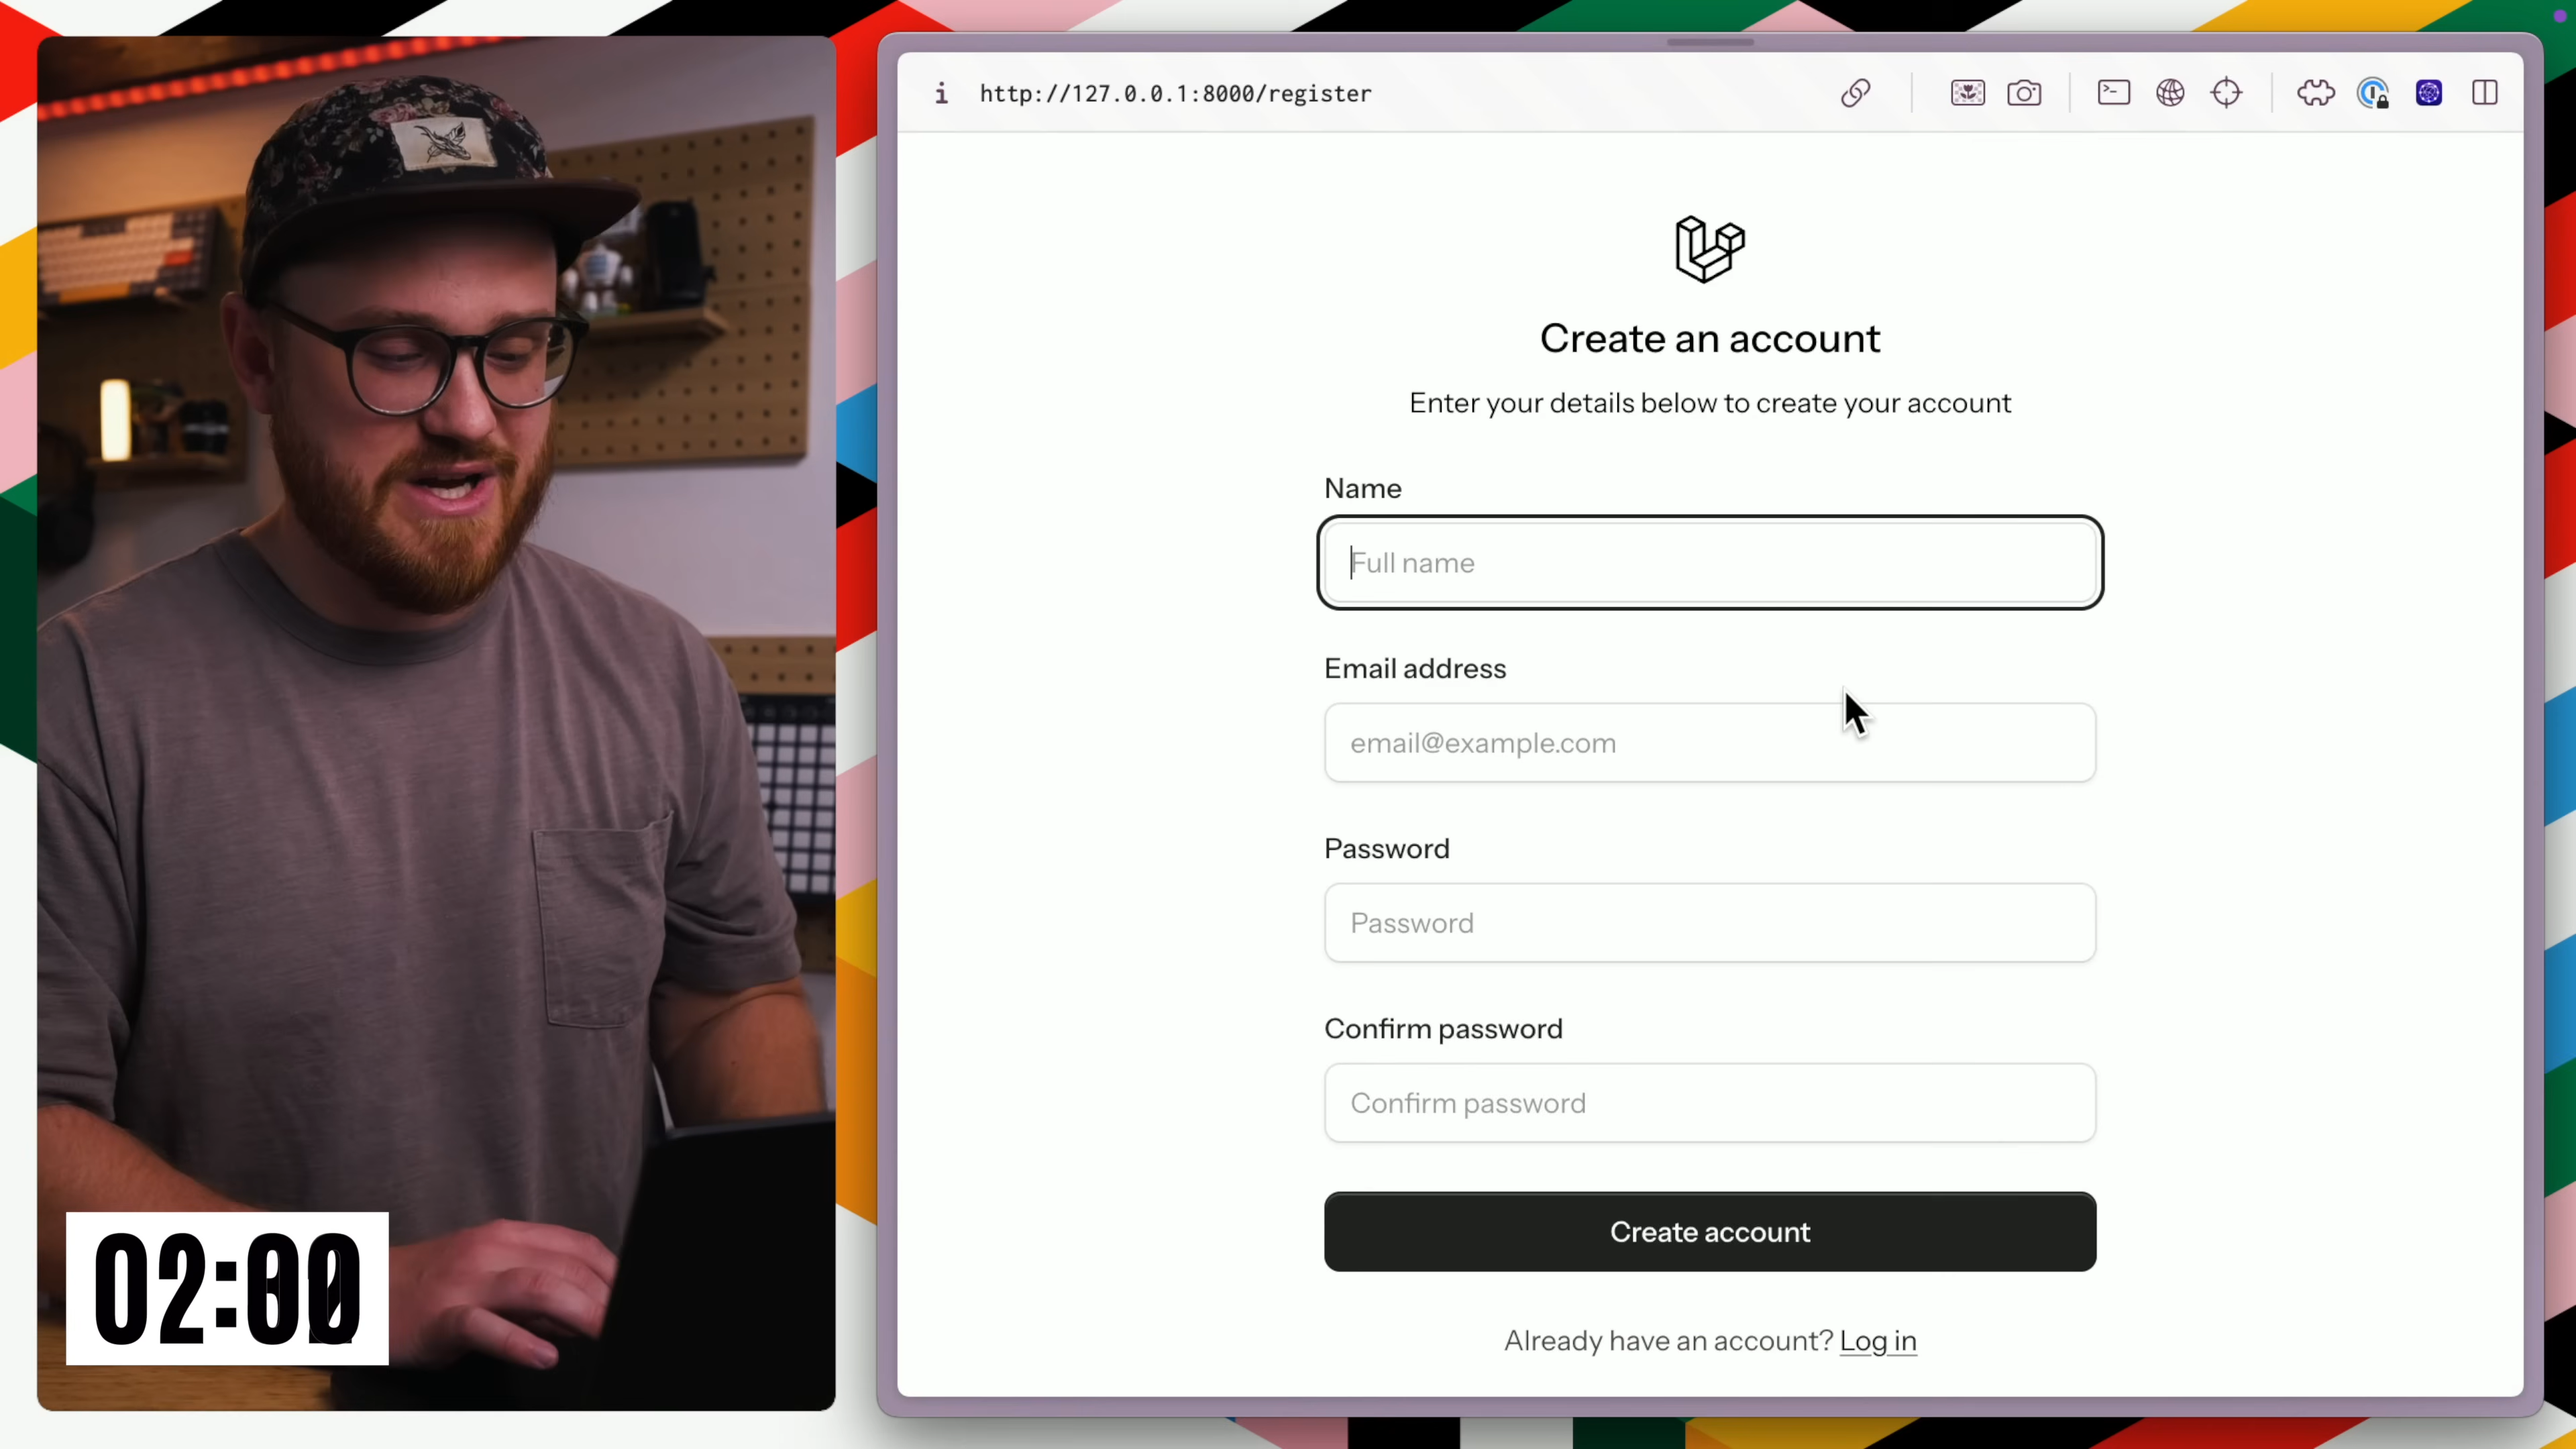 http://127.0.0.1:8000/register
Create an account
Enter your details below to create your account
Name
Full name
Email address
email@example.com
Password
Password
Confirm password
Confirm password
Create account
Already have an account? Log in